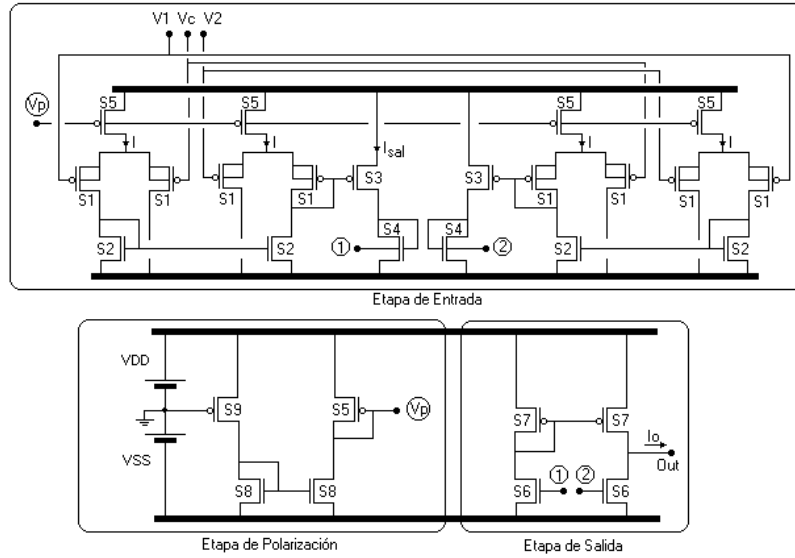 V1 Vc V2
Vp S5 S5 S5 S5
I I Isal I I
S1 S1 S1 S1 S3 S3 S1 S1 S1 S1
S2 S2 S4 S4 S2 S2
1 2
Etapa de Entrada
VDD
S9 S5 Vp S7 S7
VSS
Io
Out
S8 S8 1 2 S6 S6
Etapa de Polarización
Etapa de Salida